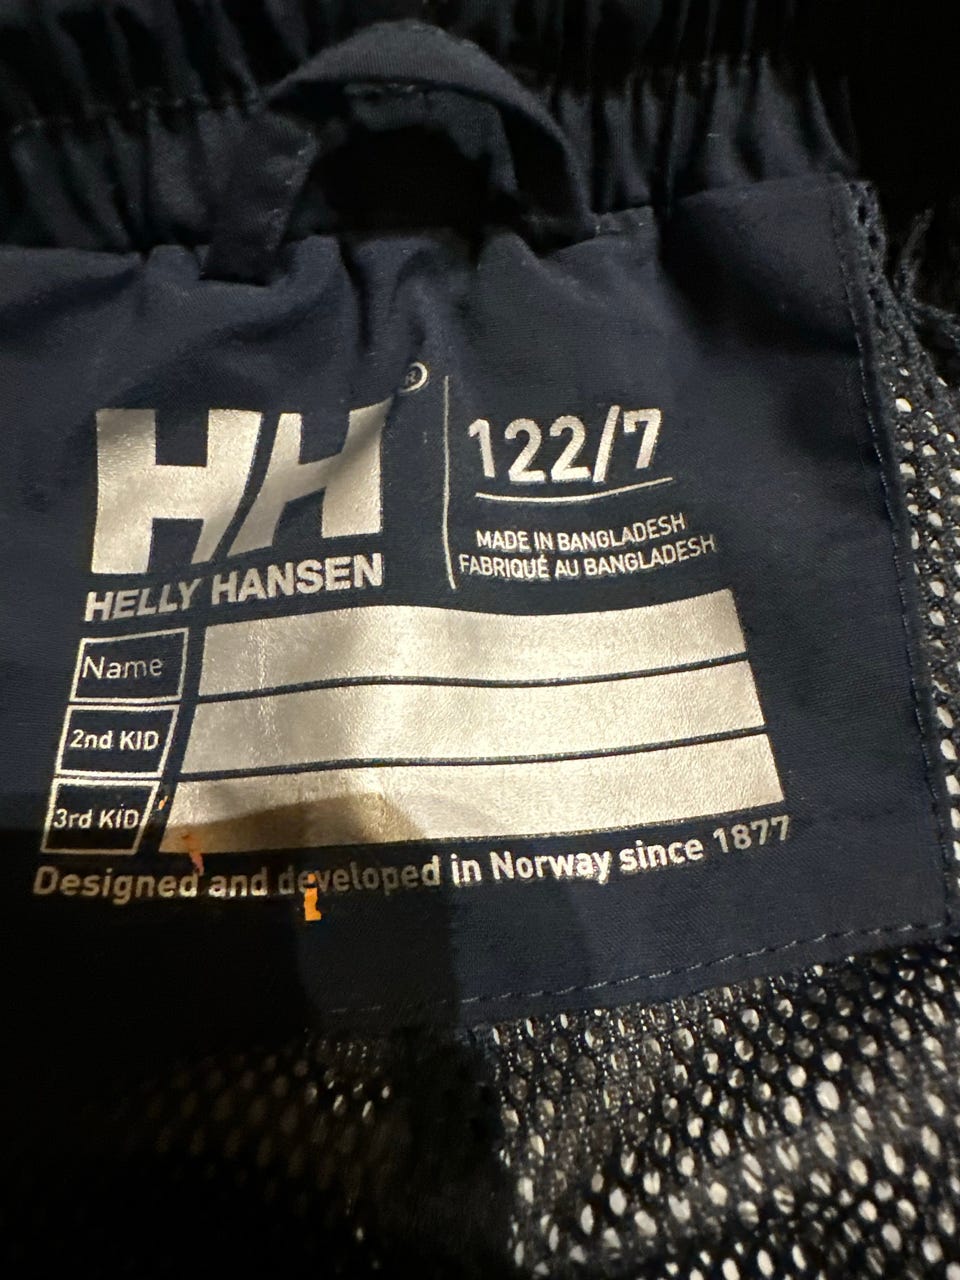 HH®
HELLY HANSEN
122/7
MADE IN BANGLADESH
FABRIQUÉ AU BANGLADESH
Name
2nd KID
3rd KID
Designed and developed in Norway since 1877